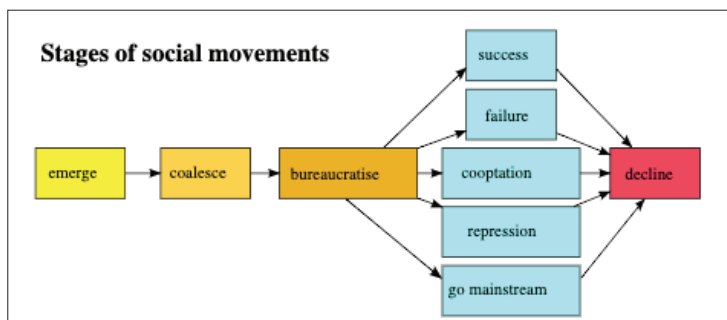 Stages of social movements
success
failure
emerge
coalesce
bureaucratise
cooptation
decline
repression
go mainstream